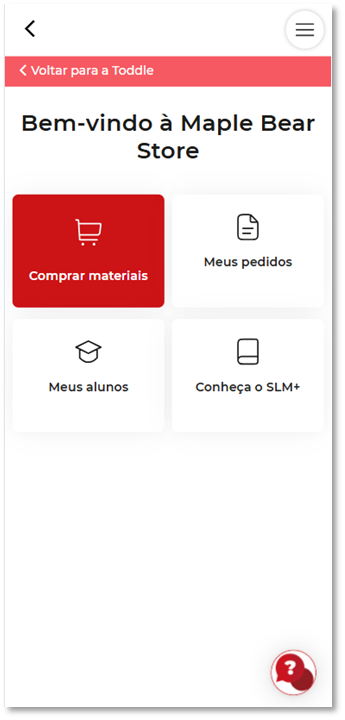 Voltar para a Toddle
Bem-vindo à Maple Bear
Store
Comprar materiais
Meus pedidos
Meus alunos
Conheça o SLM+
?